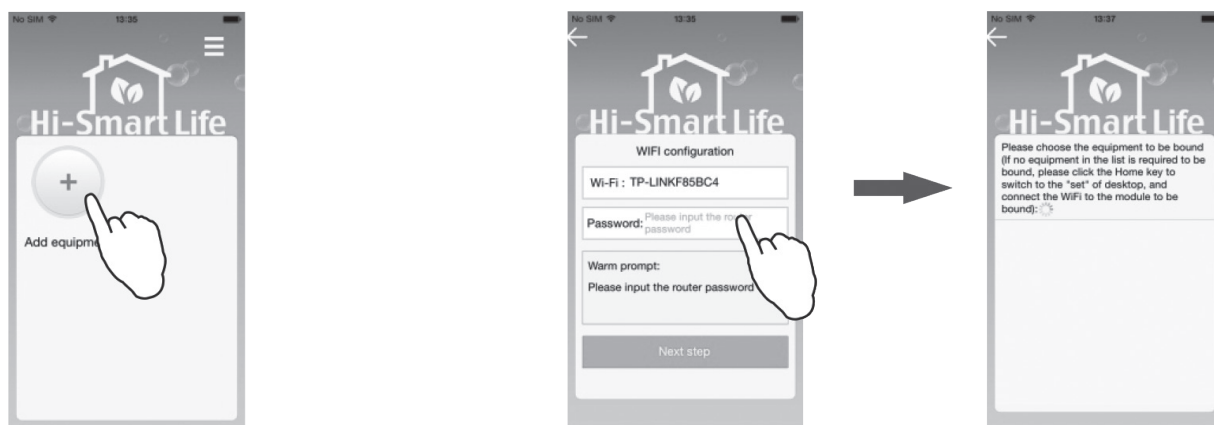 No SIM 13:35
Hi-Smart Life
+
Add
No SIM 13:35
Hi-Smart Life
WIFI configuration
Wi-Fi : TP-LINKF85BC4
Password: Please input the router
password
Warm prompt:
Please input the router password
Next step
No SIM 13:37
Hi-Smart Life
Please choose the equipment to be bound
(If no equipment in the list is required to be
bound, please click the Home key to
switch to the "set" of desktop, and
connect the WiFi to the module to be
bound):